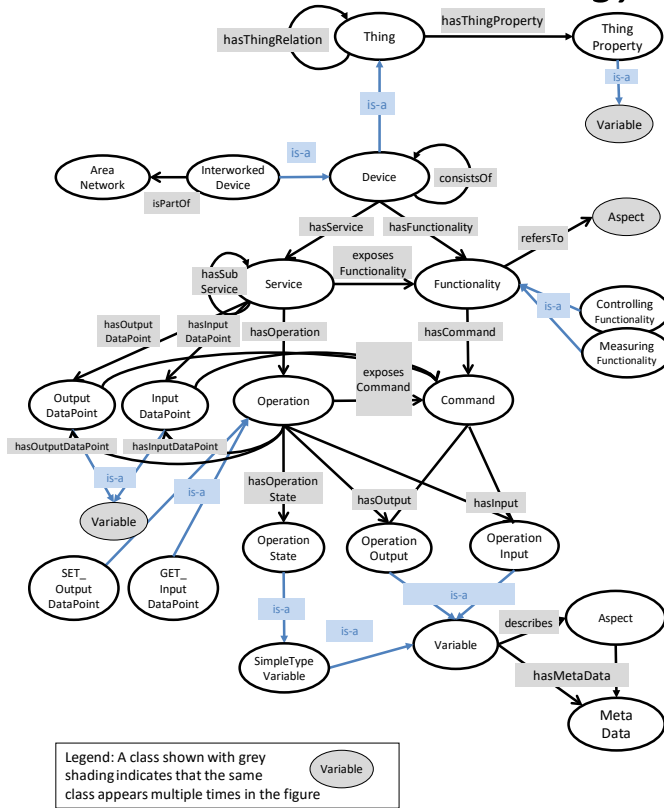 hasThingRelation
Thing
hasThingProperty
Thing
Property
is-a
is-a
Variable
Area
Network
Interworked
Device
is-a
Device
isPartOf
consistsOf
hasService
hasFunctionality
Aspect
refersTo
exposes
Functionality
hasSub
Service
Service
Functionality
is-a
Controlling
Functionality
Measuring
Functionality
hasOutput
DataPoint
hasInput
DataPoint
hasOperation
hasCommand
exposes
Command
Output
DataPoint
Input
DataPoint
Operation
Command
hasOutputDataPoint
hasInputDataPoint
is-a
is-a
hasOperation
State
hasOutput
hasInput
Variable
Operation
State
Operation
Output
Operation
Input
SET_
Output
DataPoint
GET_
Input
DataPoint
is-a
is-a
is-a
describes
Aspect
SimpleType
Variable
Variable
hasMetaData
Meta
Data
Legend: A class shown with grey
shading indicates that the same
class appears multiple times in the figure
Variable